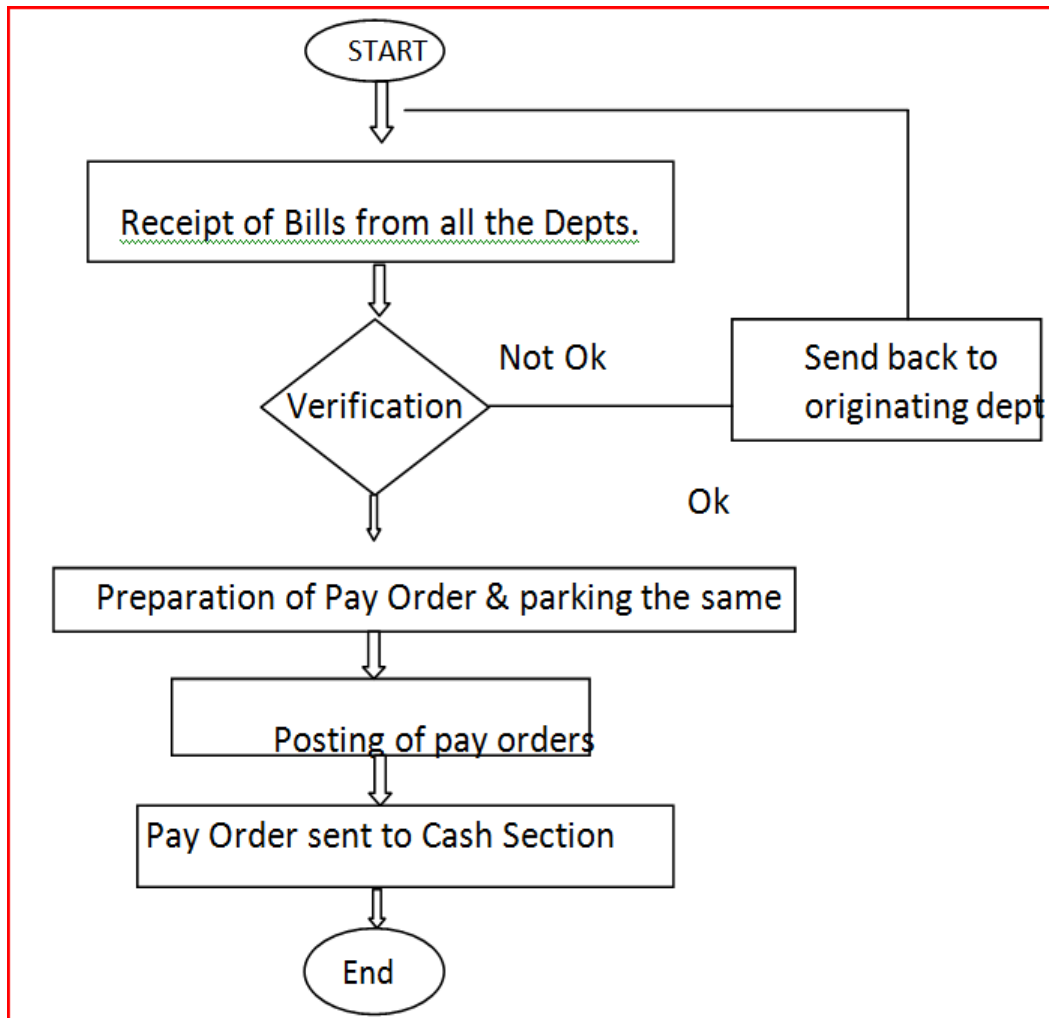 START
Receipt of Bills from all the Depts.
Not Ok
Send back to
Verification
originating dept
Ok
Preparation of Pay Order & parking the same
Posting of pay orders
Pay Order sent to Cash Section
End